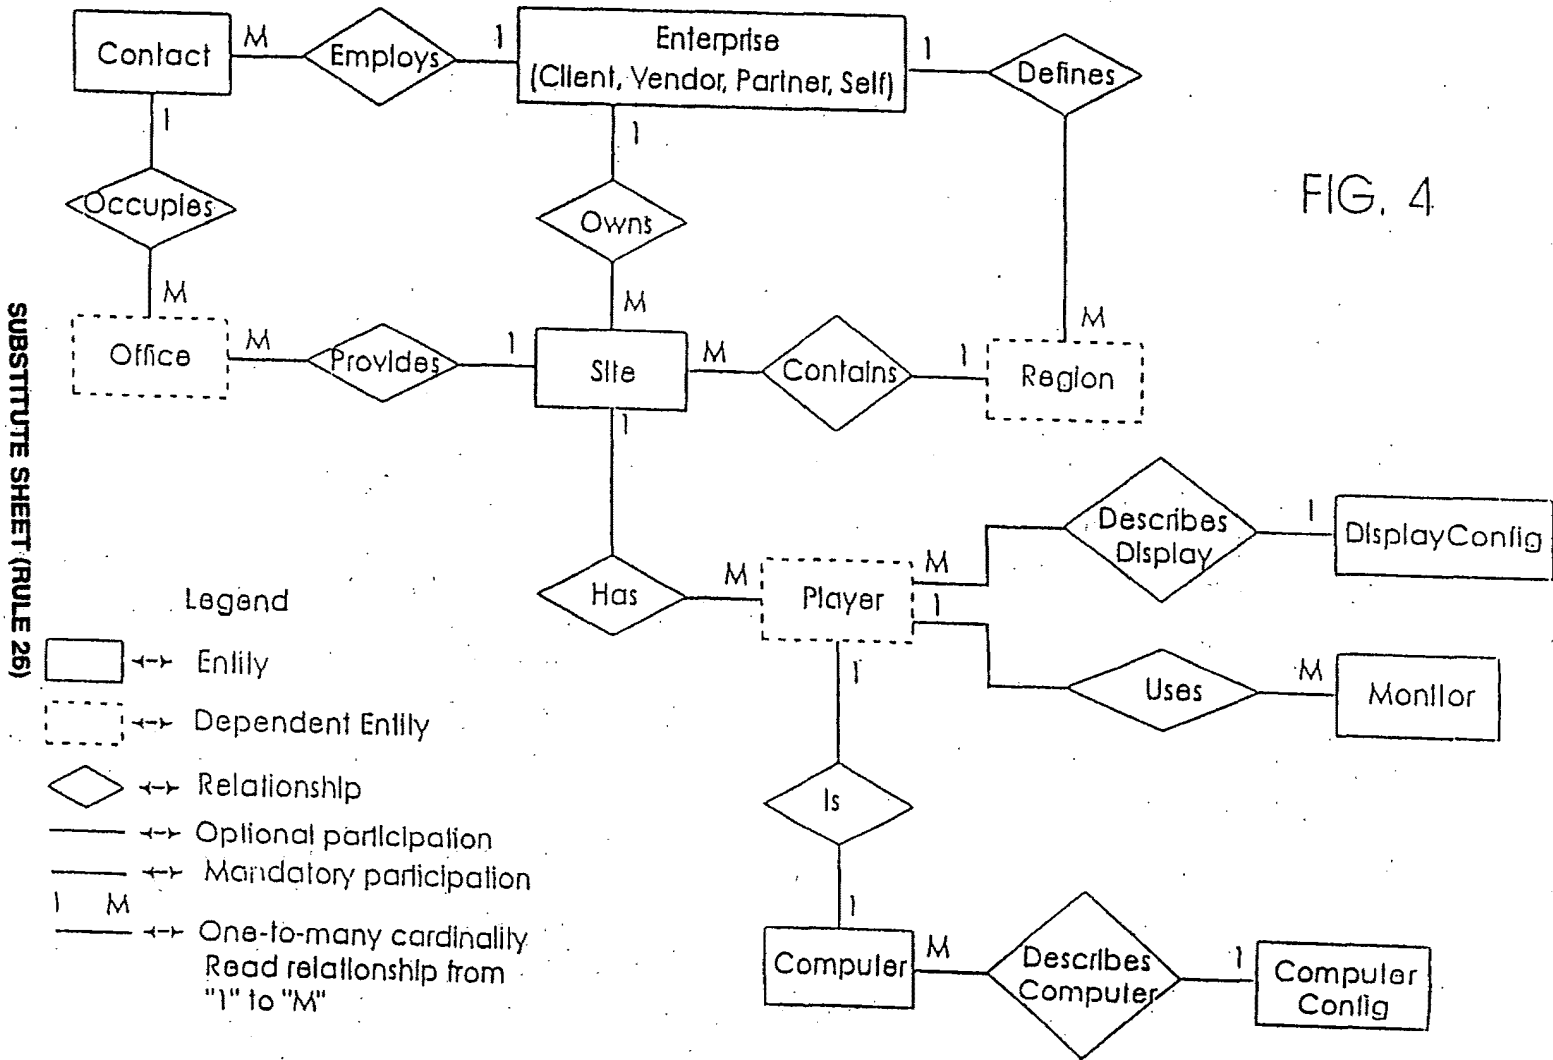 Contact
M
Employs
1
Enterprise
(Client, Vendor, Partner, Self)
1
Defines
1
1
Occupies
Owns
FIG. 4
M
M
M
Office
M
Provides
1
Site
M
Contains
1
Region
1
Describes
Display
1
DisplayConfig
M
Has
M
Player
1
Uses
M
Monitor
1
Is
1
Computer
M
Describes
Computer
1
Computer
Config
Legend
Entity
Dependent Entity
Relationship
Optional participation
Mandatory participation
1 M
One-to-many cardinality
Read relationship from
"1" to "M"
SUBSTITUTE SHEET (RULE 26)